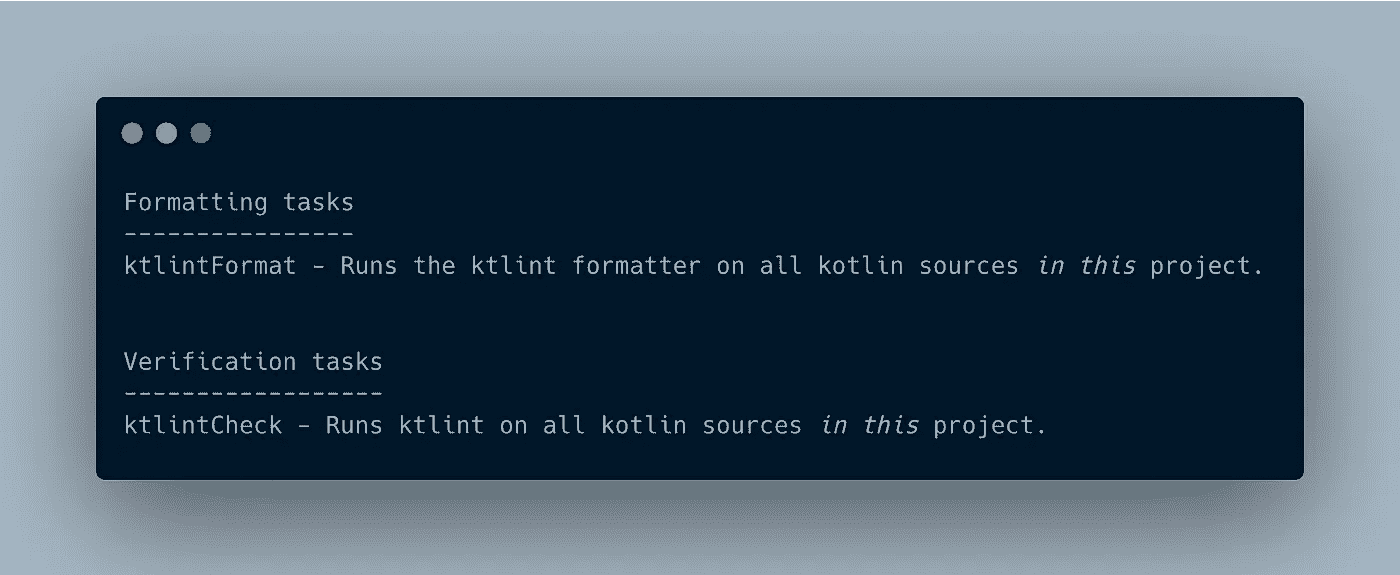 Formatting tasks
----------------
ktlintFormat - Runs the ktlint formatter on all kotlin sources in this project.
Verification tasks
------------------
ktlintCheck - Runs ktlint on all kotlin sources in this project.